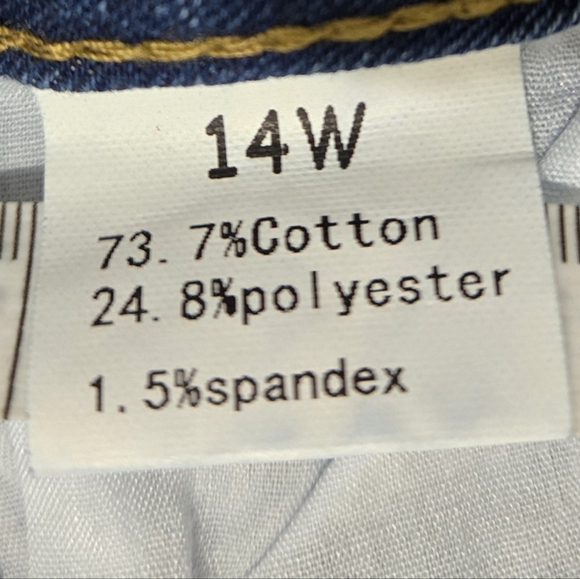 14W
73.7%Cotton
24.8%polyester
1.5%spandex